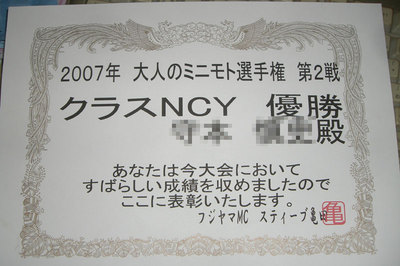 2007年 大人のミニモト選手権 第2戦
クラスNCY 優勝
殿
あなたは今大会において
すばらしい成績を収めましたので
ここに表彰いたします。
フジヤマMC スティーブ亀田
亀